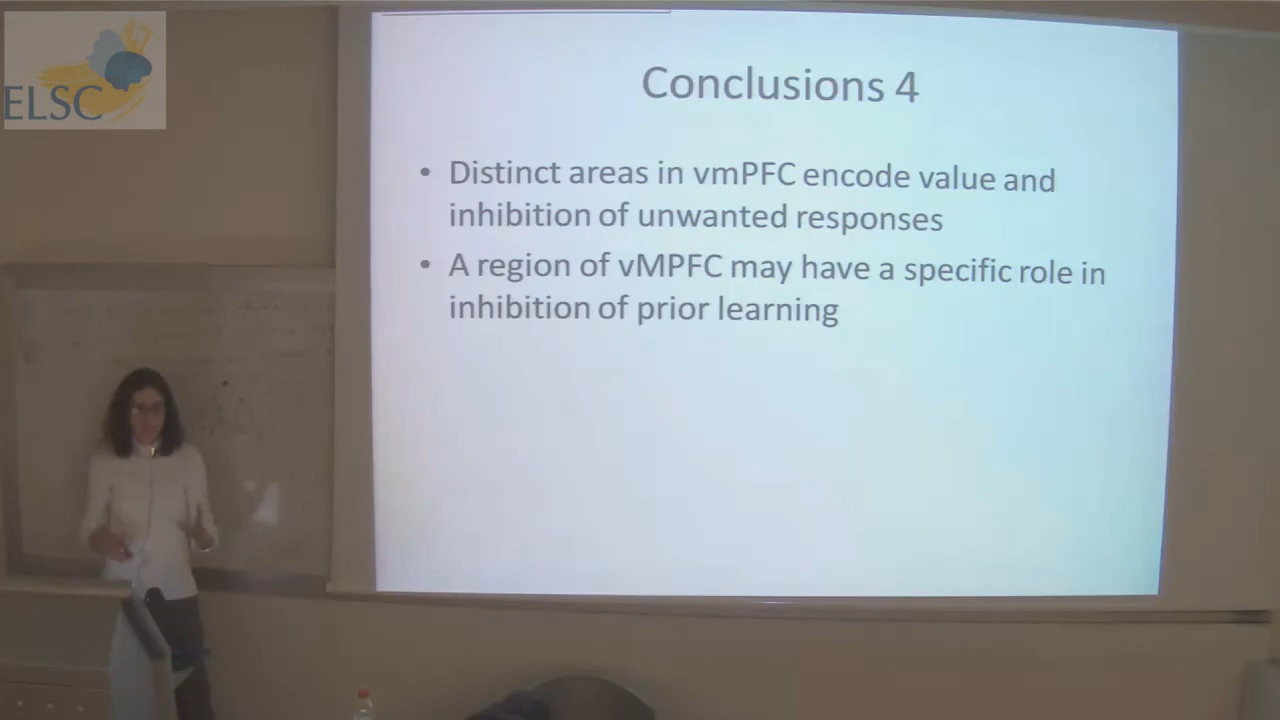 ELSC
Conclusions 4
• Distinct areas in vmPFC encode value and
inhibition of unwanted responses
• A region of vMPFC may have a specific role in
inhibition of prior learning